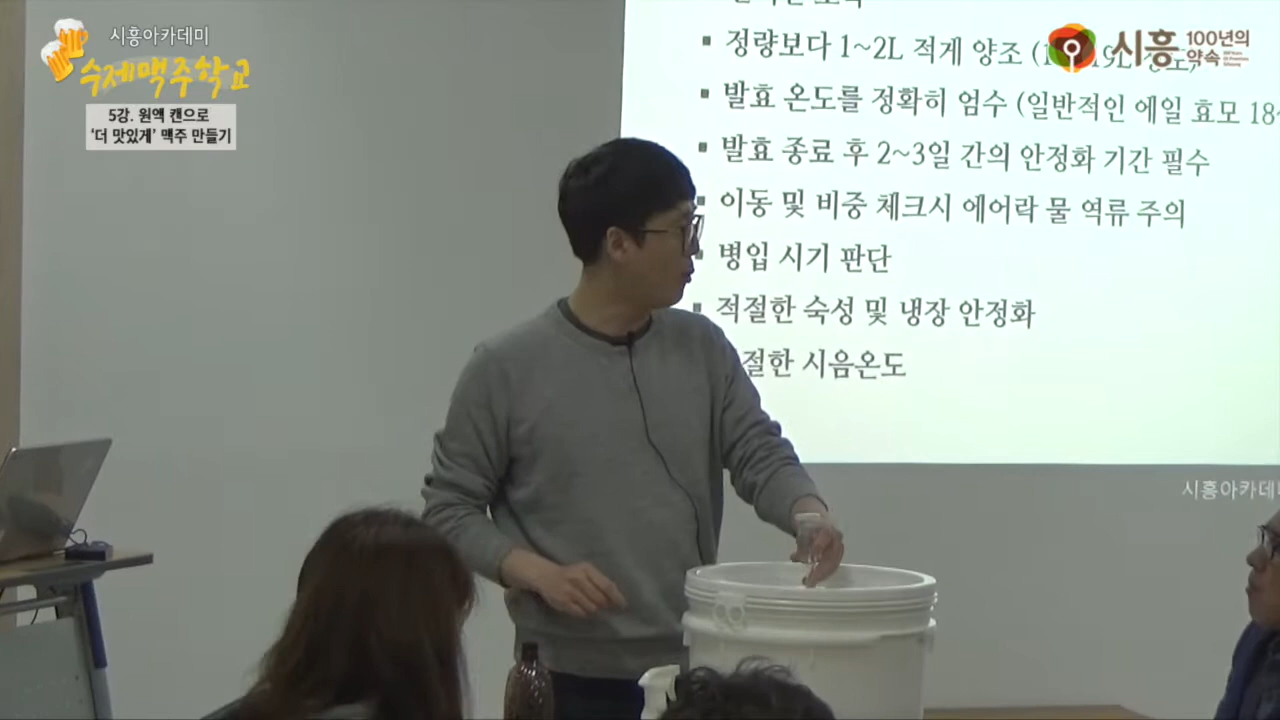 시흥아카데미
수제맥주학교
5강. 원액 캔으로
'더 맛있게' 맥주 만들기
시흥 100년의 약속
정량보다 1~2L 적게 양조
발효 온도를 정확히 엄수 (일반적인 에일 효모 18~
발효 종료 후 2~3일 간의 안정화 기간 필수
이동 및 비중 체크시 에어락 물 역류 주의
병입 시기 판단
적절한 숙성 및 냉장 안정화
절한 시음온도
시흥아카데미